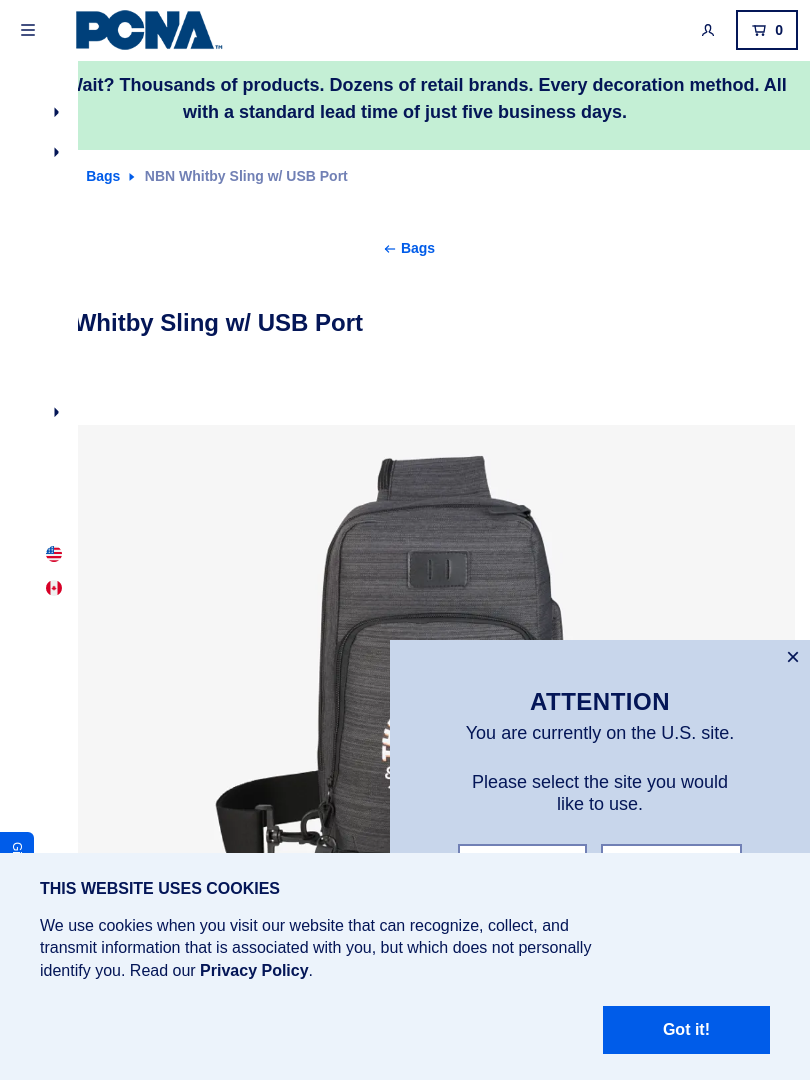 PCNA
0
Wait? Thousands of products. Dozens of retail brands. Every decoration method. All
with a standard lead time of just five business days.
Bags
NBN Whitby Sling w/ USB Port
Bags
Whitby Sling w/ USB Port
ATTENTION
You are currently on the U.S. site.
Please select the site you would
like to use.
THIS WEBSITE USES COOKIES
We use cookies when you visit our website that can recognize, collect, and
transmit information that is associated with you, but which does not personally
identify you. Read our Privacy Policy.
Got it!